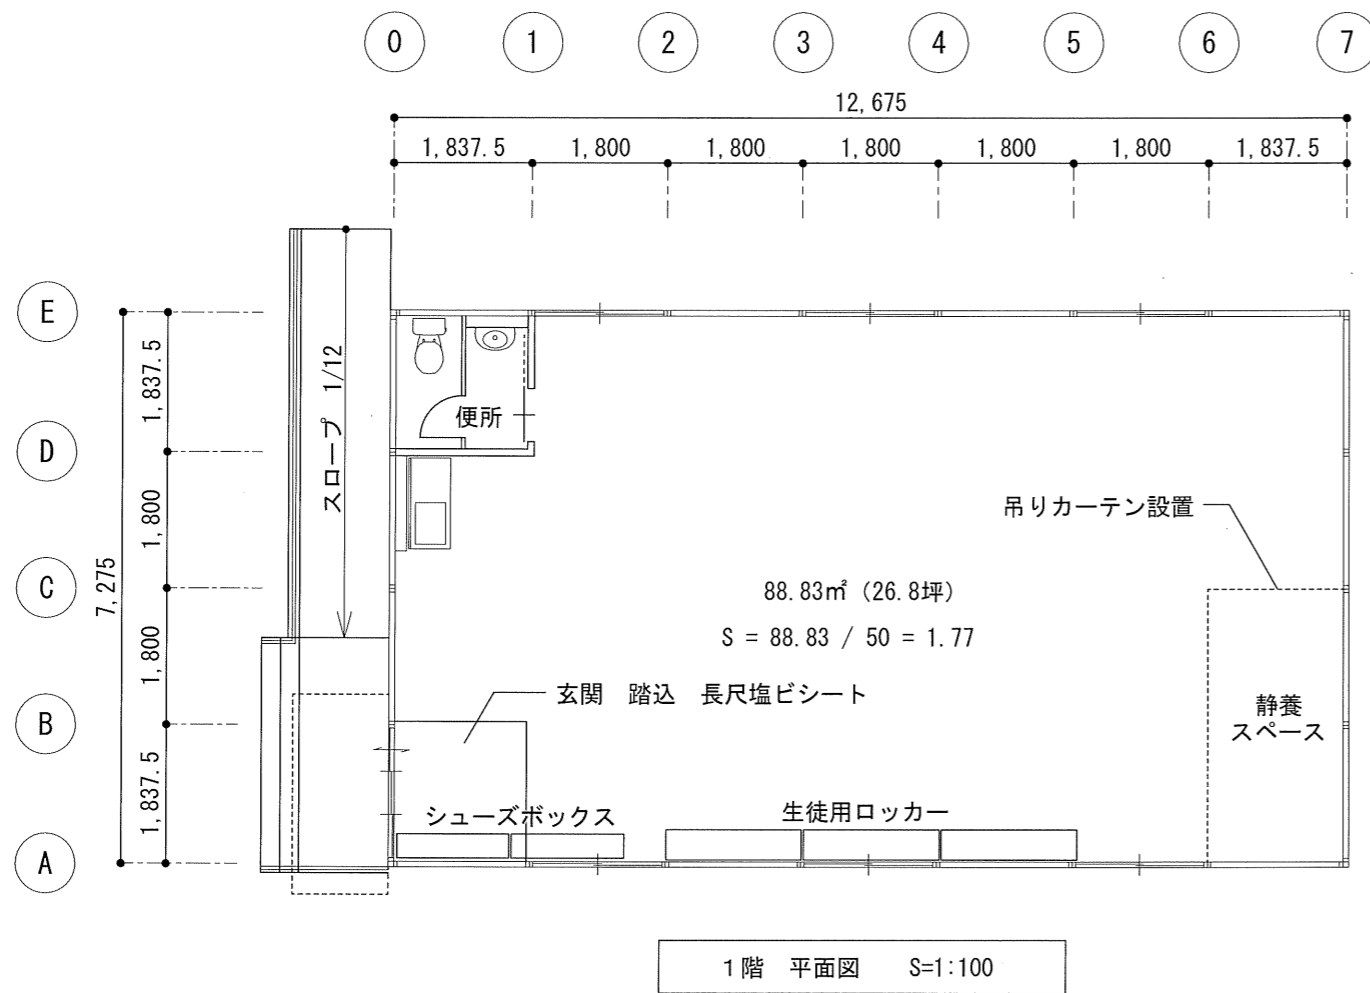 0 1 2 3 4 5 6 7
12,675
1,837.5 1,800 1,800 1,800 1,800 1,800 1,837.5
E
D
C
B
A
7,275
1,837.5
1,800
1,800
1,837.5
スロープ 1/12
便所
吊りカーテン設置
88.83㎡ (26.8坪)
S = 88.83 / 50 = 1.77
玄関 踏込 長尺塩ビシート
静養
スペース
シューズボックス
生徒用ロッカー
1階 平面図 S=1:100